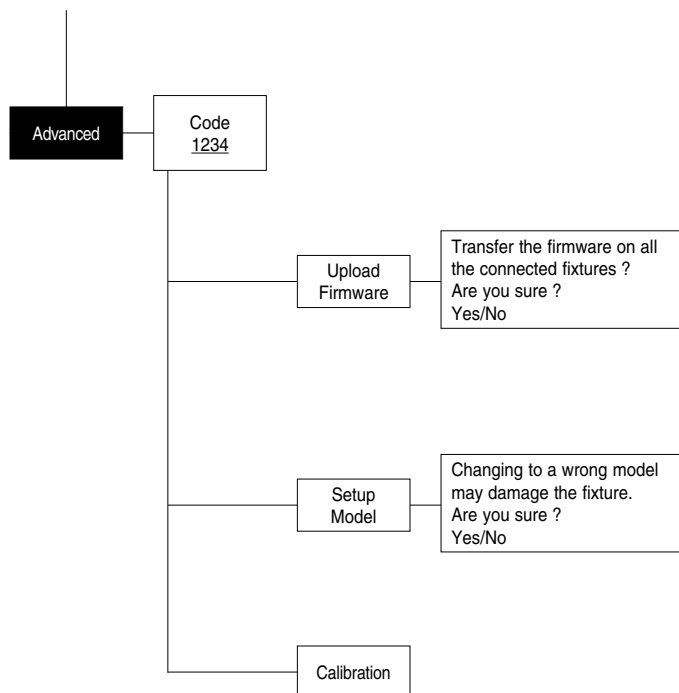 Advanced
Code
1234
Upload
Firmware
Transfer the firmware on all
the connected fixtures ?
Are you sure ?
Yes/No
Setup
Model
Changing to a wrong model
may damage the fixture.
Are you sure ?
Yes/No
Calibration